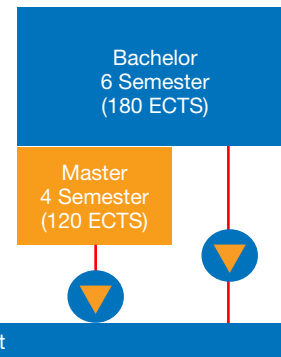 Bachelor
6 Semester
(180 ECTS)
Master
4 Semester
(120 ECTS)
t